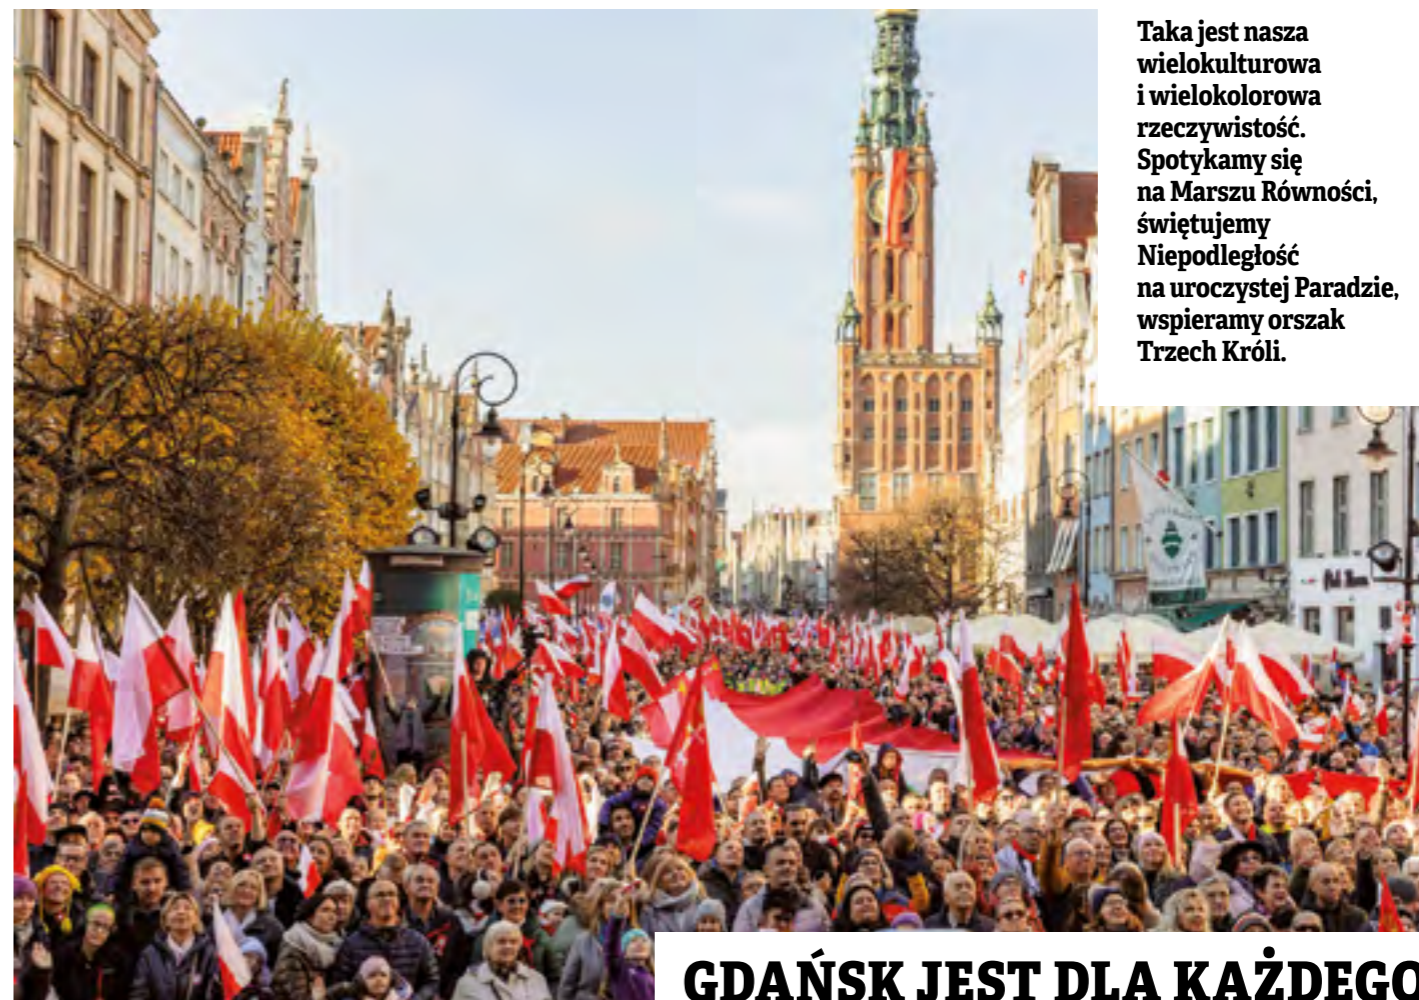 Taka jest nasza
wielokulturowa
i wielokolorowa
rzeczywistość.
Spotykamy się
na Marszu Równości,
świętujemy
Niepodległość
na uroczystej Paradzie,
wspieramy orszak
Trzech Króli.
GDAŃSK JEST DLA KAŻDEGO